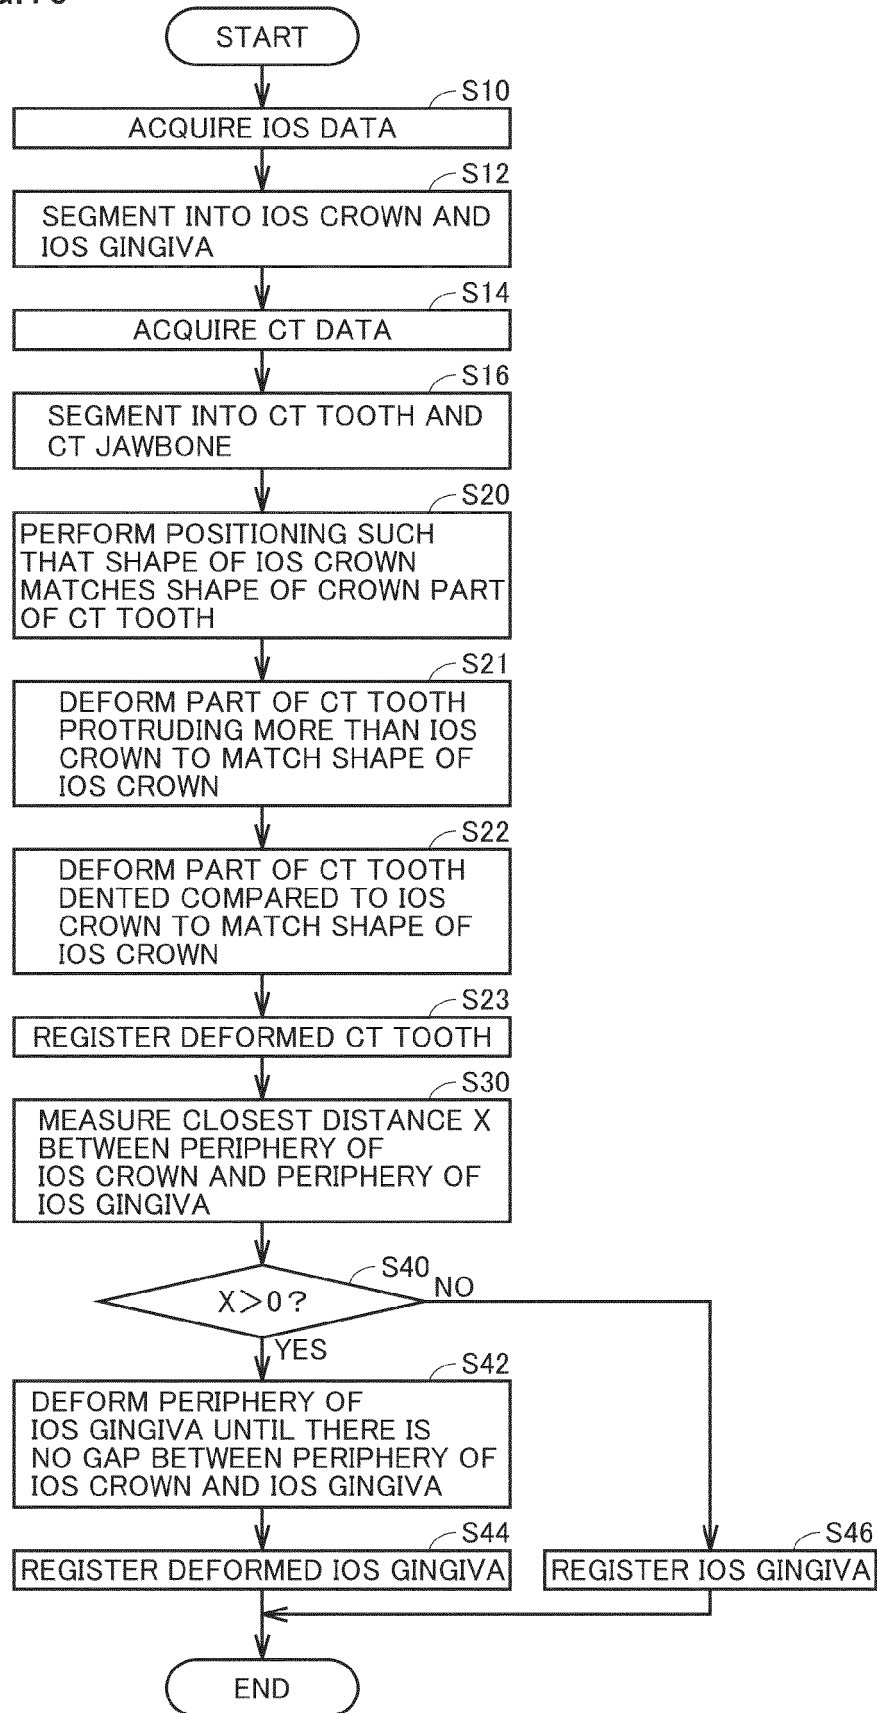 START
S10
ACQUIRE IOS DATA
S12
SEGMENT INTO IOS CROWN AND
IOS GINGIVA
S14
ACQUIRE CT DATA
S16
SEGMENT INTO CT TOOTH AND
CT JAWBONE
S20
PERFORM POSITIONING SUCH
THAT SHAPE OF IOS CROWN
MATCHES SHAPE OF CROWN PART
OF CT TOOTH
S21
DEFORM PART OF CT TOOTH
PROTRUDING MORE THAN IOS
CROWN TO MATCH SHAPE OF
IOS CROWN
S22
DEFORM PART OF CT TOOTH
DENTED COMPARED TO IOS
CROWN TO MATCH SHAPE OF
IOS CROWN
S23
REGISTER DEFORMED CT TOOTH
S30
MEASURE CLOSEST DISTANCE X
BETWEEN PERIPHERY OF
IOS CROWN AND PERIPHERY OF
IOS GINGIVA
S40
X>0?
NO
YES
S42
DEFORM PERIPHERY OF
IOS GINGIVA UNTIL THERE IS
NO GAP BETWEEN PERIPHERY OF
IOS CROWN AND IOS GINGIVA
S44
REGISTER DEFORMED IOS GINGIVA
S46
REGISTER IOS GINGIVA
END